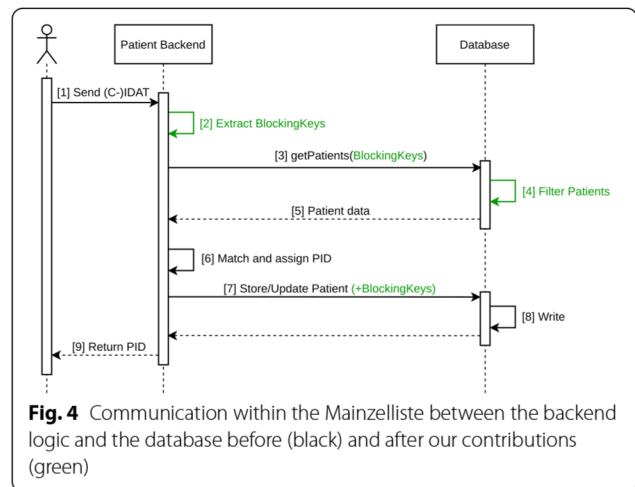 Patient Backend
Database
[1] Send (C-)IDAT
[2] Extract BlockingKeys
[3] getPatients(BlockingKeys)
[4] Filter Patients
[5] Patient data
[6] Match and assign PID
[7] Store/Update Patient (+BlockingKeys)
[8] Write
[9] Return PID
Fig. 4 Communication within the Mainzelliste between the backend
logic and the database before (black) and after our contributions
(green)